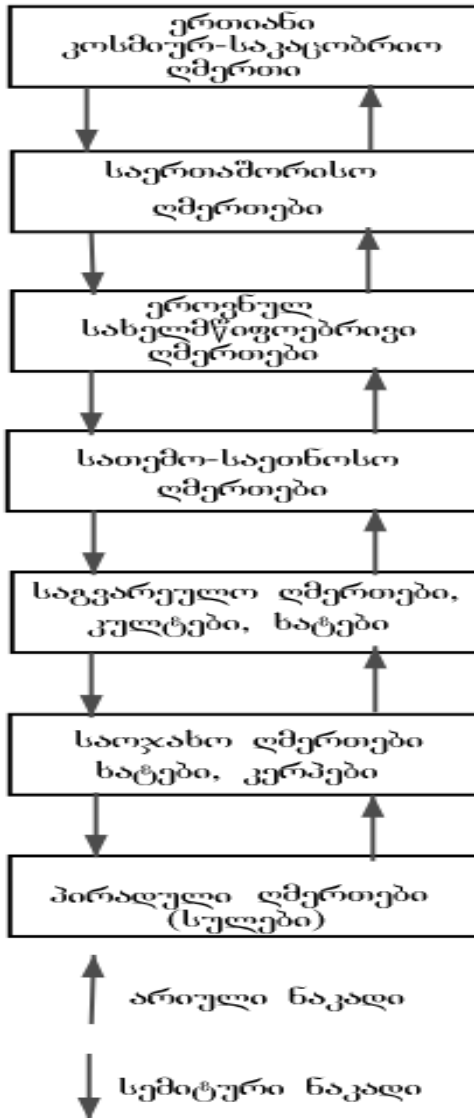 ერთიანი
კოსმიურ-საკაცობრიო
ღმერთი
საერთაშორისო
ღმერთები
ეროვნულ
სახელმწიფოებრივი
ღმერთები
სათემო-საეთნოსო
ღმერთები
საგვარეულო ღმერთები,
კულტები, ხატები
საოჯახო ღმერთები
ხატები, კერპები
პირადული ღმერთები
(სულები)
არიული ნაკადი
სემიტური ნაკადი